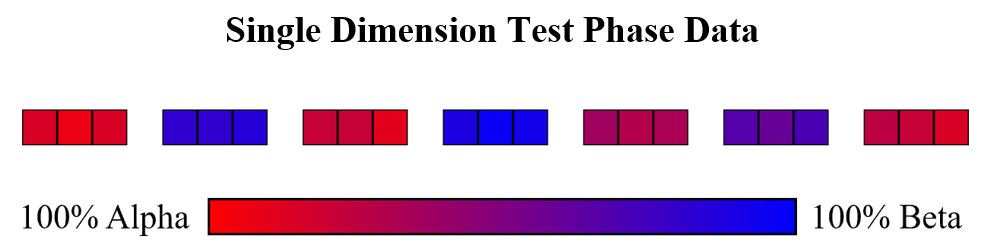 Single Dimension Test Phase Data
100% Alpha 100% Beta